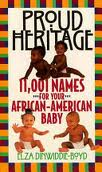 PROUD
HERITAGE
11,001 NAMES
FOR YOUR
AFRICAN-AMERICAN
BABY
ELZA DINWIDDIE-BOYD